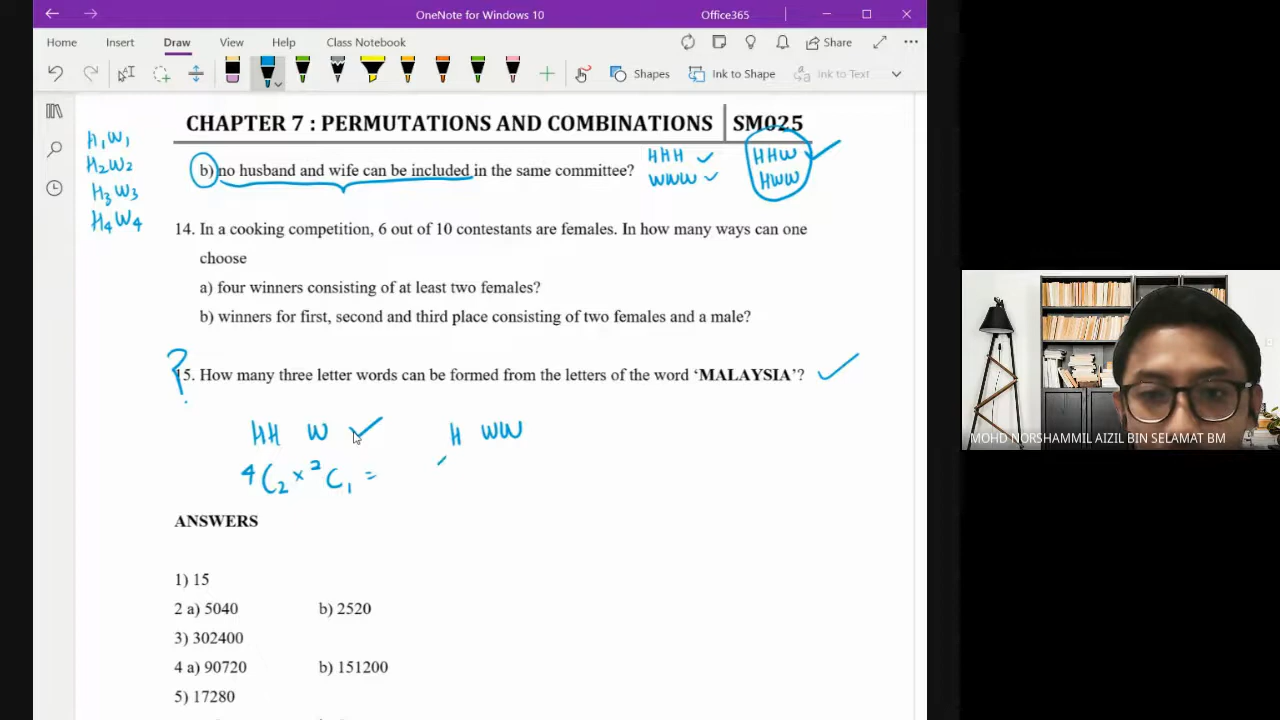 OneNote for Windows 10
Office365
Home Insert Draw View Help Class Notebook
Share
Shapes Ink to Shape Ink to Text
CHAPTER 7 : PERMUTATIONS AND COMBINATIONS SM025
H1W1
H2W2
H3W3
H4W4
b) no husband and wife can be included in the same committee?
HHH
WWW
HHW
HWW
14. In a cooking competition, 6 out of 10 contestants are females. In how many ways can one
choose
a) four winners consisting of at least two females?
b) winners for first, second and third place consisting of two females and a male?
?
15. How many three letter words can be formed from the letters of the word ‘MALAYSIA’?
HH W H WW
4C2 × 2C1 =
ANSWERS
1) 15
2 a) 5040 b) 2520
3) 302400
4 a) 90720 b) 151200
5) 17280
MOHD NORSHAMMIL AIZIL BIN SELAMAT BM